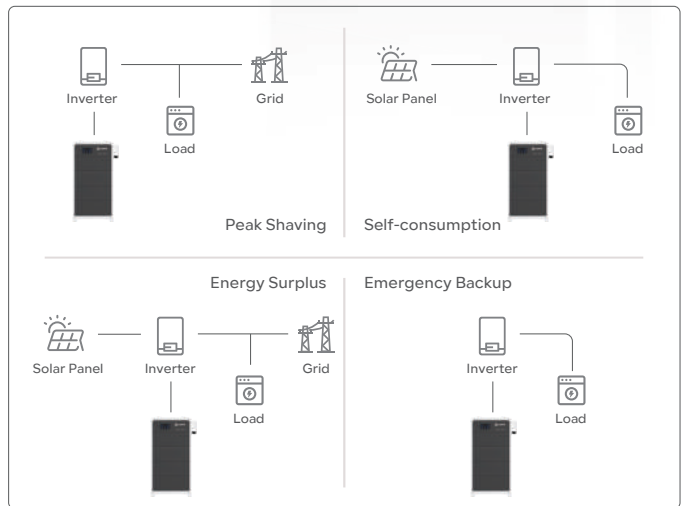 Inverter
Grid
Load
Peak Shaving
Solar Panel
Inverter
Load
Self-consumption
Energy Surplus
Solar Panel
Inverter
Grid
Load
Emergency Backup
Inverter
Load